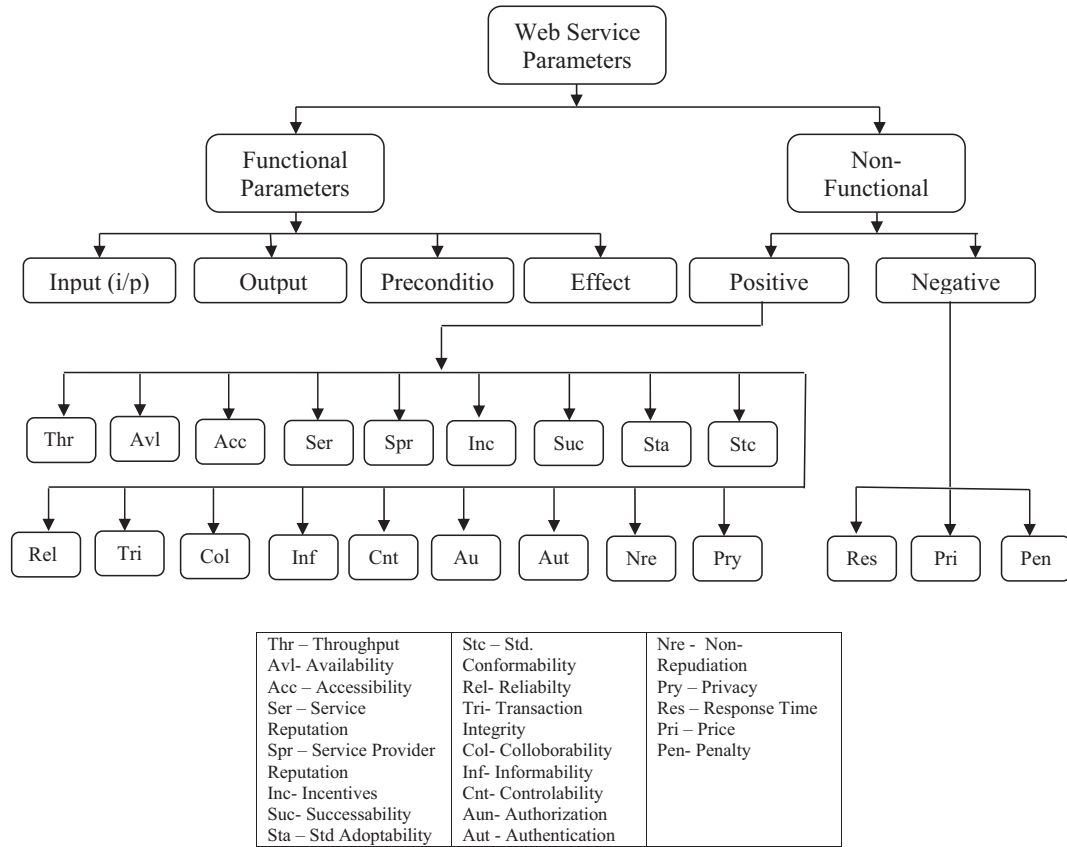 Web Service
Parameters
Functional
Parameters
Non-
Functional
Input (i/p)
Output
Preconditio
Effect
Positive
Negative
Thr
Avl
Acc
Ser
Spr
Inc
Suc
Sta
Stc
Rel
Tri
Col
Inf
Cnt
Au
Aut
Nre
Pry
Res
Pri
Pen
Thr – Throughput
Avl- Availability
Acc – Accessibility
Ser – Service
Reputation
Spr – Service Provider
Reputation
Inc- Incentives
Suc- Successability
Sta – Std Adoptability
Stc – Std.
Conformability
Rel- Reliabilty
Tri- Transaction
Integrity
Col- Colloborability
Inf- Informability
Cnt- Controlability
Aun- Authorization
Aut - Authentication
Nre - Non-
Repudiation
Pry – Privacy
Res – Response Time
Pri – Price
Pen- Penalty